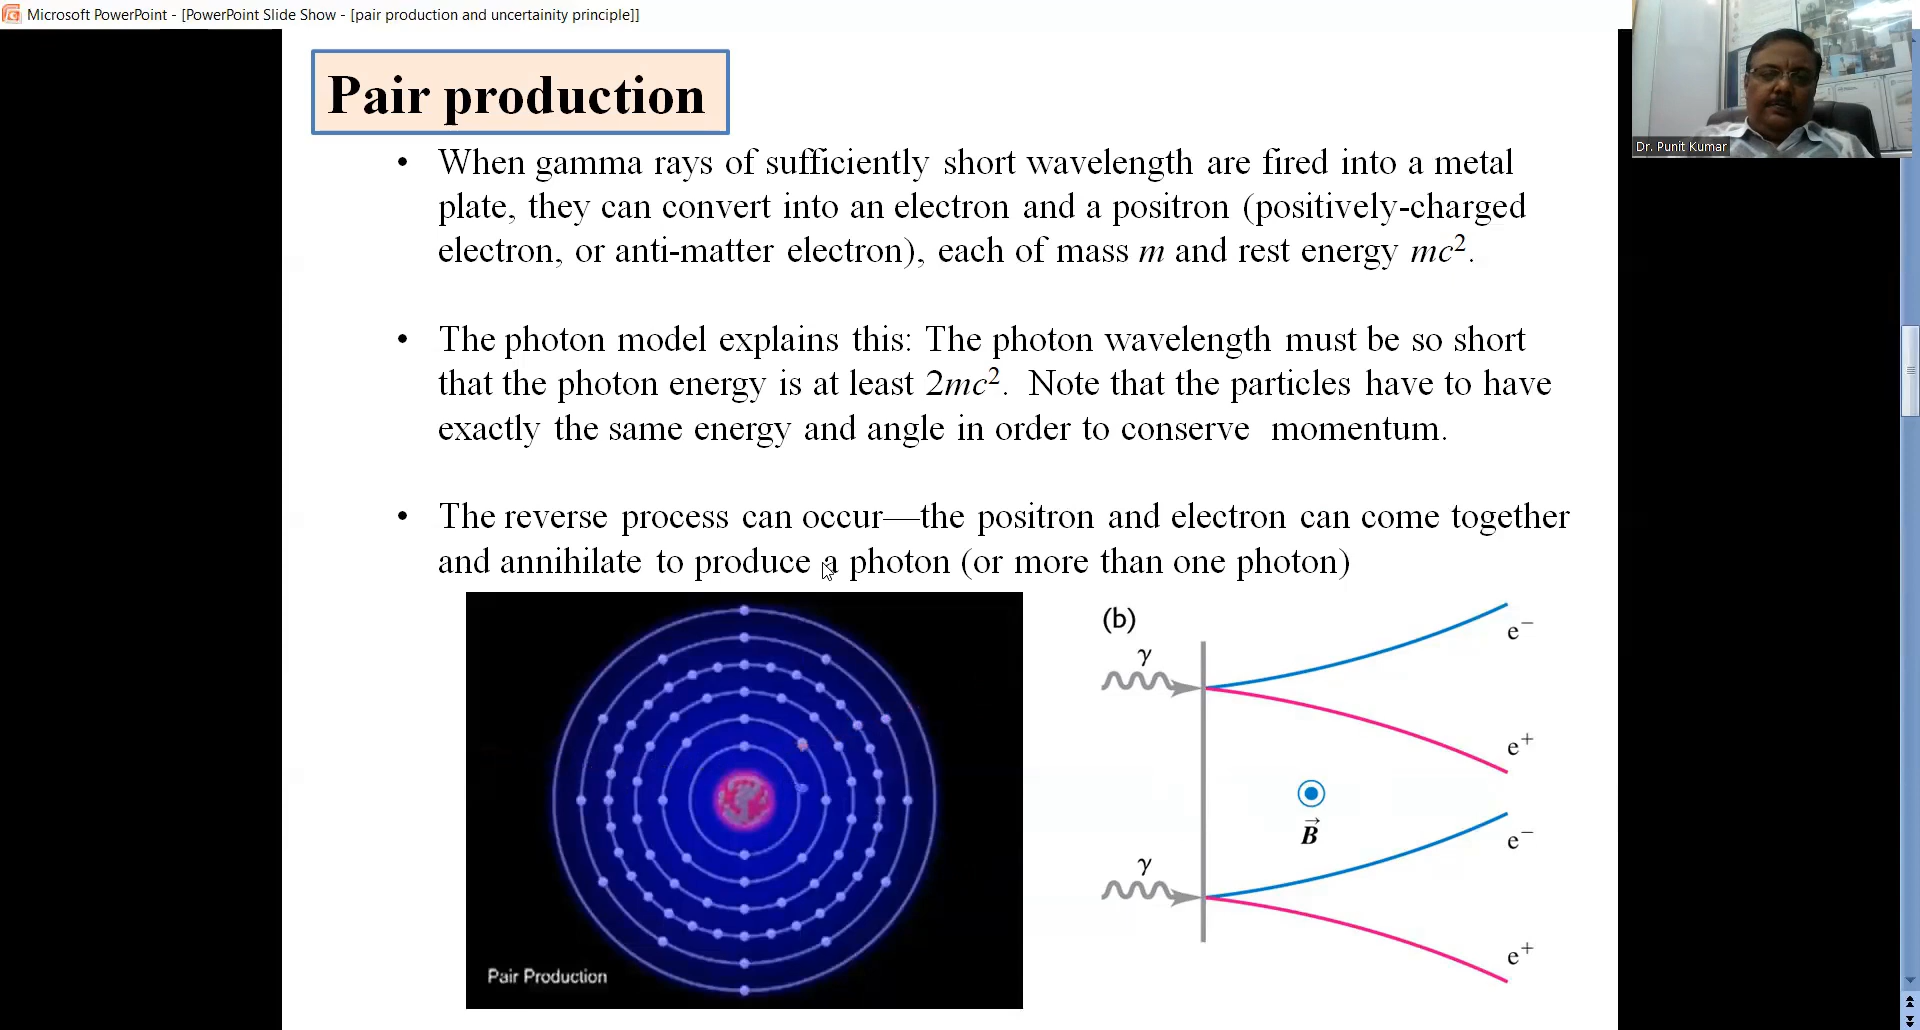 Microsoft PowerPoint - [PowerPoint Slide Show - [pair production and uncertainity principle]]
Dr. Punit Kumar
Pair production
• When gamma rays of sufficiently short wavelength are fired into a metal
plate, they can convert into an electron and a positron (positively-charged
electron, or anti-matter electron), each of mass m and rest energy mc².
• The photon model explains this: The photon wavelength must be so short
that the photon energy is at least 2mc². Note that the particles have to have
exactly the same energy and angle in order to conserve momentum.
• The reverse process can occur—the positron and electron can come together
and annihilate to produce a photon (or more than one photon)
Pair Production
(b)
γ
e⁻
e⁺
B⃗
γ
e⁻
e⁺